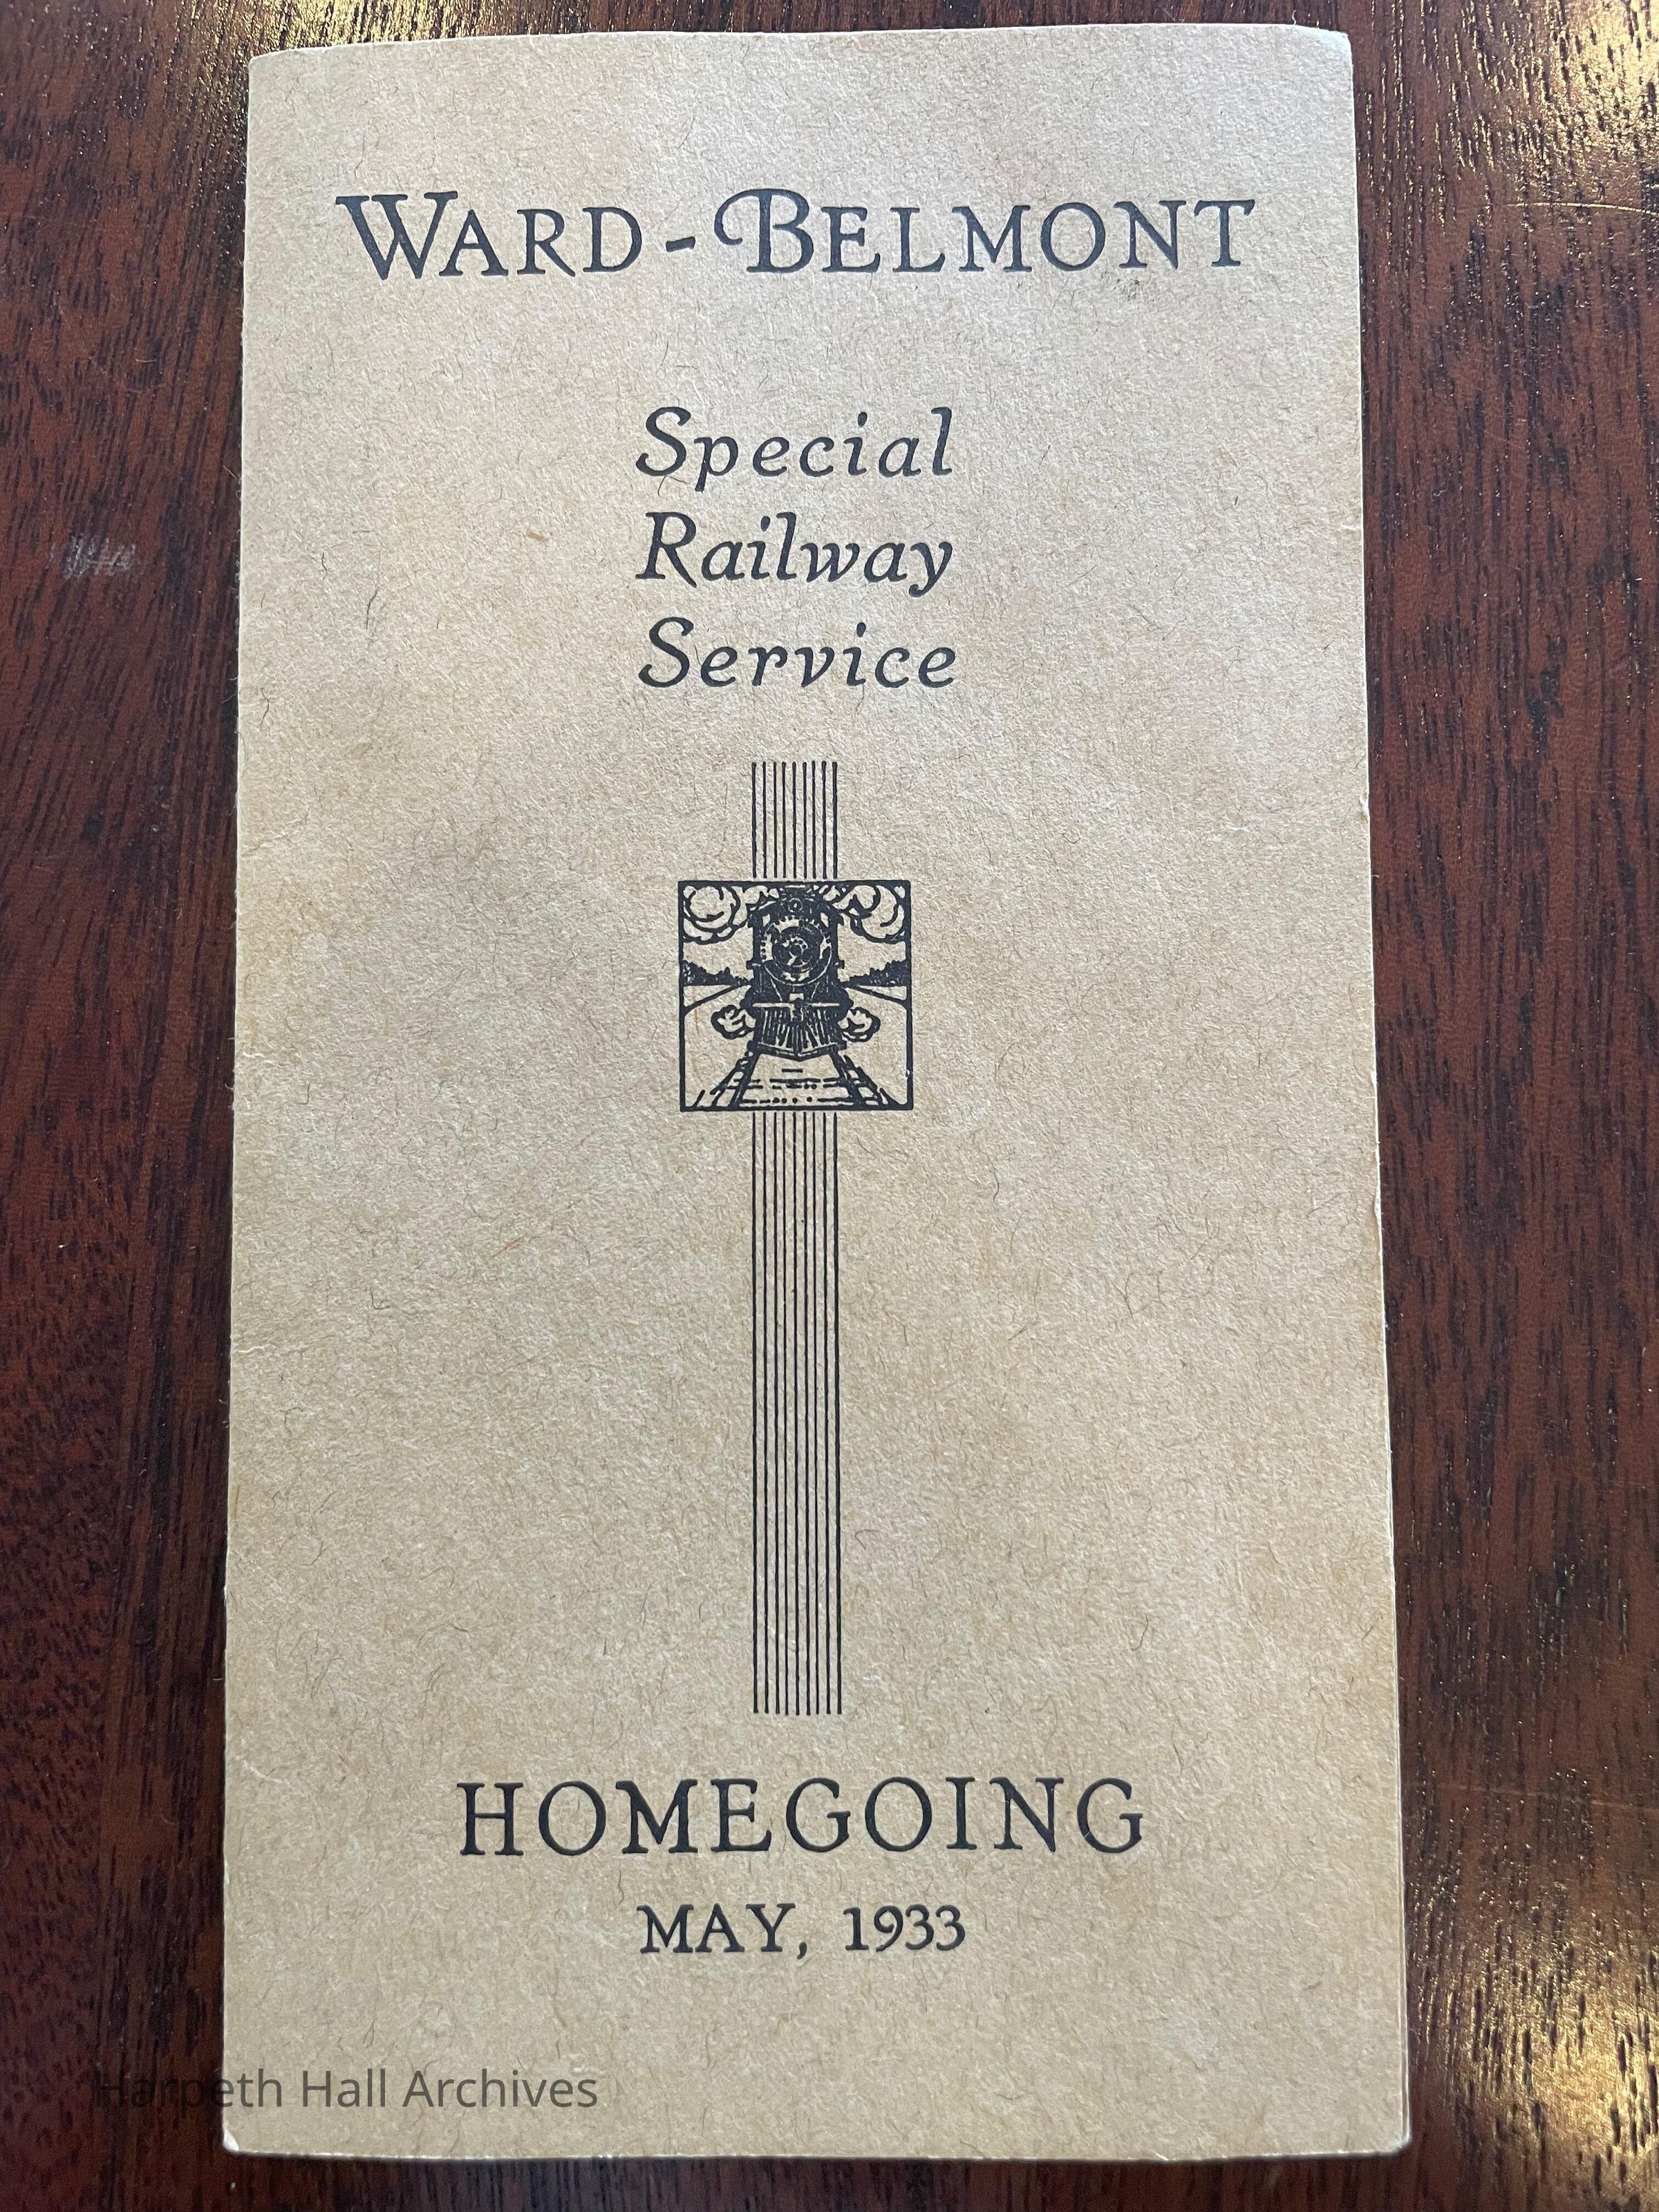 WARD-BELMONT
Special
Railway
Service
HOMEGOING
MAY, 1933
Harpeth Hall Archives